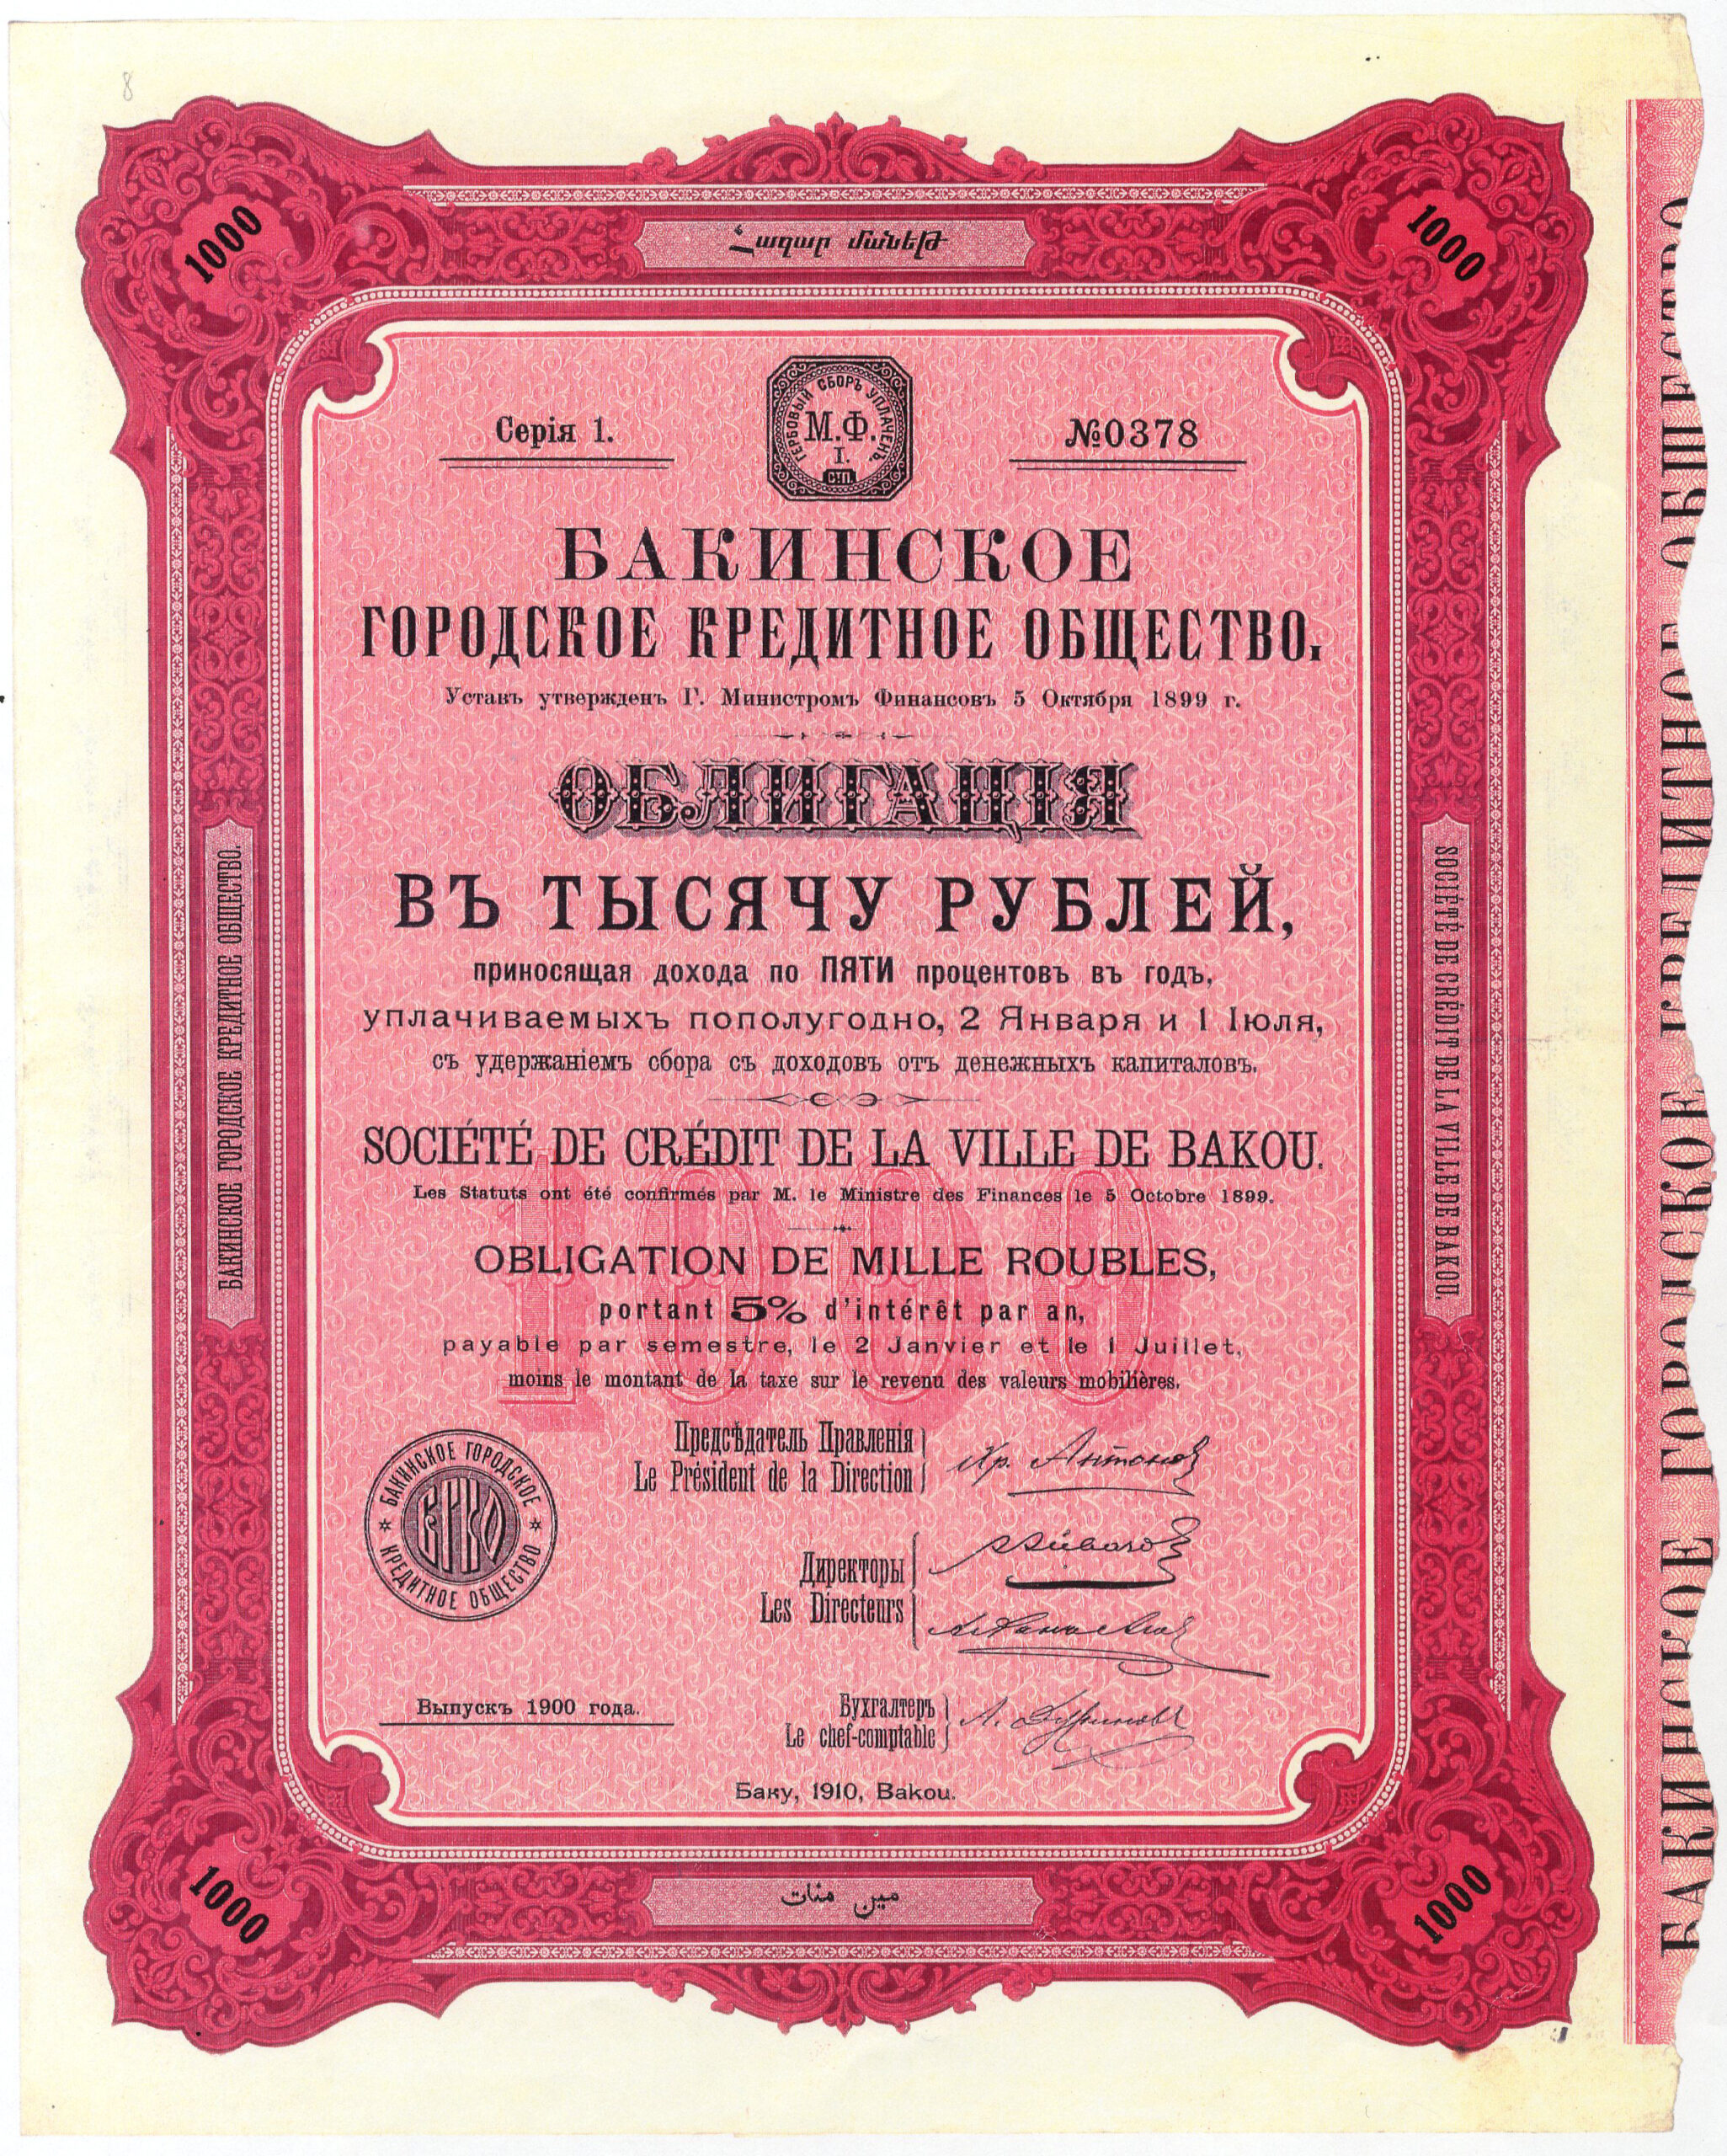 8
1000
Հազար մանեթ
1000
Серія 1.
ГЕРБОВЫЙ СБОРЪ УПЛАЧЕНЪ.
М.Ф.
I.
С.П.
№0378
БАКИНСКОЕ
ГОРОДСКОЕ КРЕДИТНОЕ ОБЩЕСТВО.
Уставъ утвержденъ Г. Министромъ Финансовъ 5 Октября 1899 г.
ОБЛИГАЦІЯ
ВЪ ТЫСЯЧУ РУБЛЕЙ,
приносящая дохода по ПЯТИ процентовъ въ годъ,
уплачиваемыхъ пополугодно, 2 Января и 1 Іюля,
съ удержаніемъ сбора съ доходовъ отъ денежныхъ капиталовъ.
SOCIÉTÉ DE CRÉDIT DE LA VILLE DE BAKOU.
Les Statuts ont été confirmés par M. le Ministre des Finances le 5 Octobre 1899.
1000
OBLIGATION DE MILLE ROUBLES,
portant 5% d'intérêt par an,
payable par semestre, le 2 Janvier et le 1 Juillet,
moins le montant de la taxe sur le revenu des valeurs mobilières.
Предсѣдатель Правленія
Le Président de la Direction
Хр. Антонов
БАКИНСКОЕ ГОРОДСКОЕ
БГКО
КРЕДИТНОЕ ОБЩЕСТВО
Директоры
Les Directeurs
Выпускъ 1900 года.
Бухгалтеръ
Le chef-comptable
Баку, 1910, Bakou.
БАКИНСКОЕ ГОРОДСКОЕ КРЕДИТНОЕ ОБЩЕСТВО.
SOCIÉTÉ DE CRÉDIT DE LA VILLE DE BAKOU.
1000
مين منات
1000
БАКИНСКОЕ ГОРОДСКОЕ КРЕДИТНОЕ ОБЩЕСТВО